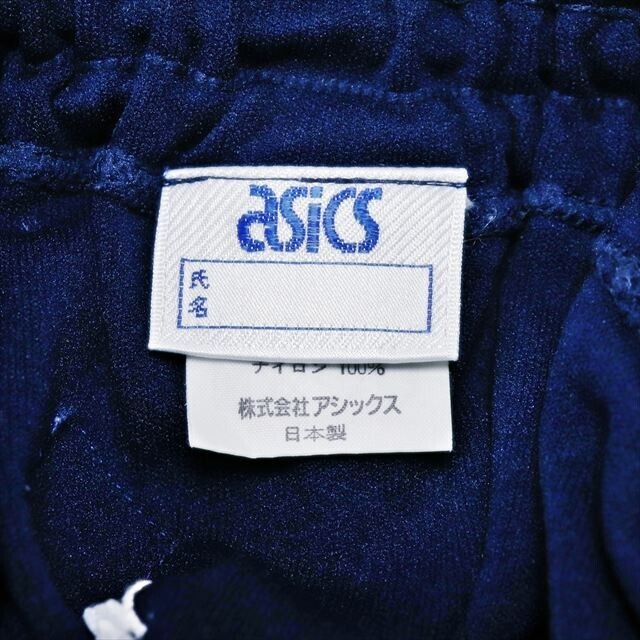 asics
氏
名
ナイロン 100%
株式会社アシックス
日本製